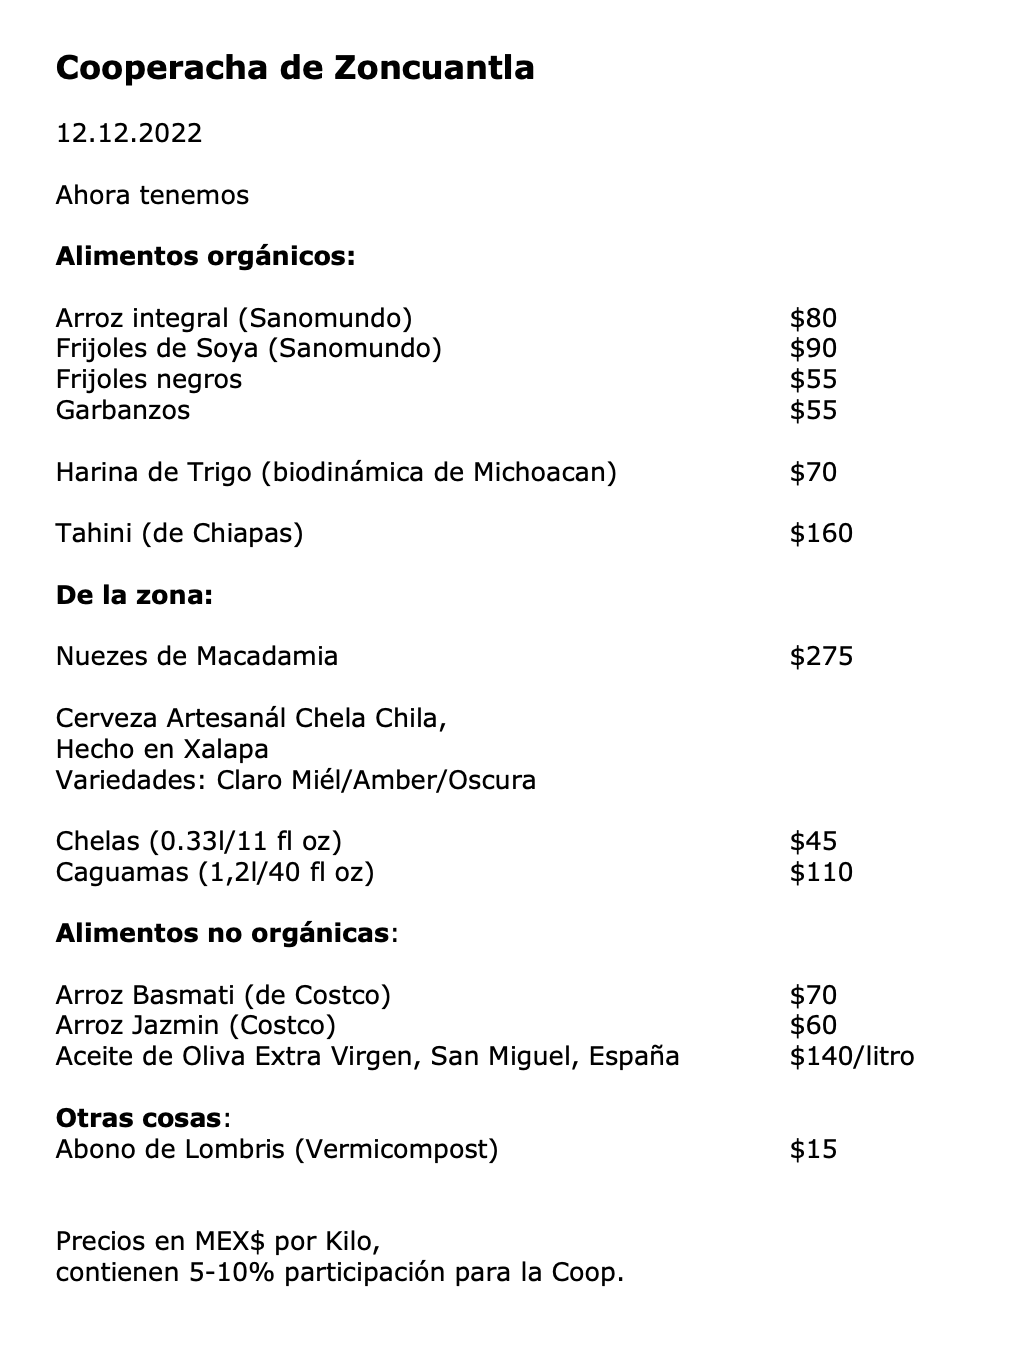 Cooperacha de Zoncuantla
12.12.2022
Ahora tenemos
Alimentos orgánicos:
Arroz integral (Sanomundo) $80
Frijoles de Soya (Sanomundo) $90
Frijoles negros $55
Garbanzos $55
Harina de Trigo (biodinámica de Michoacan) $70
Tahini (de Chiapas) $160
De la zona:
Nuezes de Macadamia $275
Cerveza Artesanál Chela Chila,
Hecho en Xalapa
Variedades: Claro Miél/Amber/Oscura
Chelas (0.33l/11 fl oz) $45
Caguamas (1,2l/40 fl oz) $110
Alimentos no orgánicas:
Arroz Basmati (de Costco) $70
Arroz Jazmin (Costco) $60
Aceite de Oliva Extra Virgen, San Miguel, España $140/litro
Otras cosas:
Abono de Lombris (Vermicompost) $15
Precios en MEX$ por Kilo,
contienen 5-10% participación para la Coop.